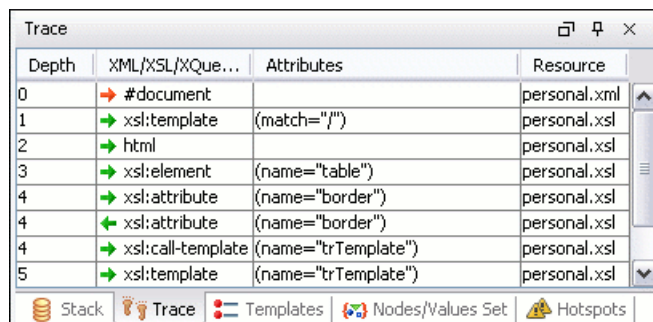 Trace
Depth XML/XSL/XQue... Attributes Resource
0 #document personal.xml
1 xsl:template (match="/") personal.xsl
2 html personal.xsl
3 xsl:element (name="table") personal.xsl
4 xsl:attribute (name="border") personal.xsl
4 xsl:attribute (name="border") personal.xsl
4 xsl:call-template (name="trTemplate") personal.xsl
5 xsl:template (name="trTemplate") personal.xsl
Stack Trace Templates Nodes/Values Set Hotspots